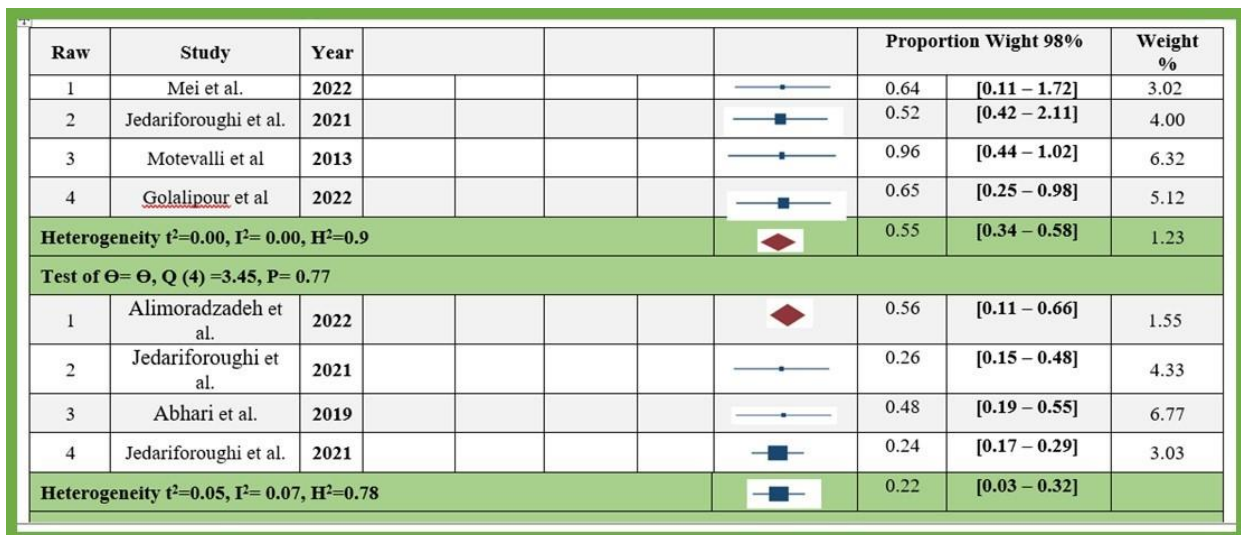 Raw Study Year Proportion Wight 98% Weight %
1 Mei et al. 2022 0.64 [0.11 – 1.72] 3.02
2 Jedariforoughi et al. 2021 0.52 [0.42 – 2.11] 4.00
3 Motevalli et al 2013 0.96 [0.44 – 1.02] 6.32
4 Golalipour et al 2022 0.65 [0.25 – 0.98] 5.12
Heterogeneity t²=0.00, I²= 0.00, H²=0.9 0.55 [0.34 – 0.58] 1.23
Test of Ɵ= Ɵ, Q (4) =3.45, P= 0.77
1 Alimoradzadeh et al. 2022 0.56 [0.11 – 0.66] 1.55
2 Jedariforoughi et al. 2021 0.26 [0.15 – 0.48] 4.33
3 Abhari et al. 2019 0.48 [0.19 – 0.55] 6.77
4 Jedariforoughi et al. 2021 0.24 [0.17 – 0.29] 3.03
Heterogeneity t²=0.05, I²= 0.07, H²=0.78 0.22 [0.03 – 0.32]